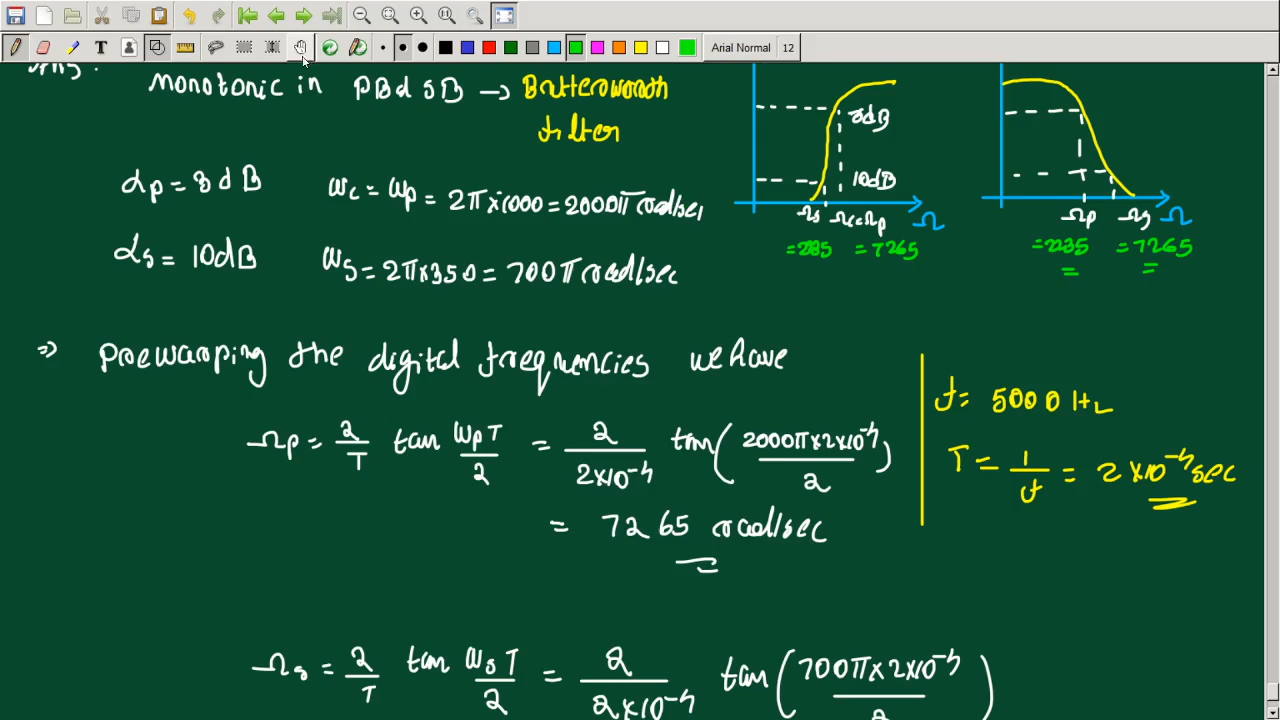 Arial Normal 12
Ans:
Monotonic in PB & SB → Butterworth
filter
αp = 3dB
ωc = ωp = 2π×1000 = 2000π rad/sec
αs = 10dB
ωs = 2π×350 = 700π rad/sec
3dB
10dB
Ωs Ωc=Ωp Ω
=2235 =7265
Ωp Ωs Ω
=2235 =7265
⇒ Prewarping the digital frequencies we have
Ωp = 2/T tan ωpT/2 = 2/2×10⁻⁴ tan(2000π×2×10⁻⁴/2)
= 7265 rad/sec
f = 5000 Hz
T = 1/f = 2×10⁻⁴ sec
Ωs = 2/T tan ωsT/2 = 2/2×10⁻⁴ tan(700π×2×10⁻⁴/2)